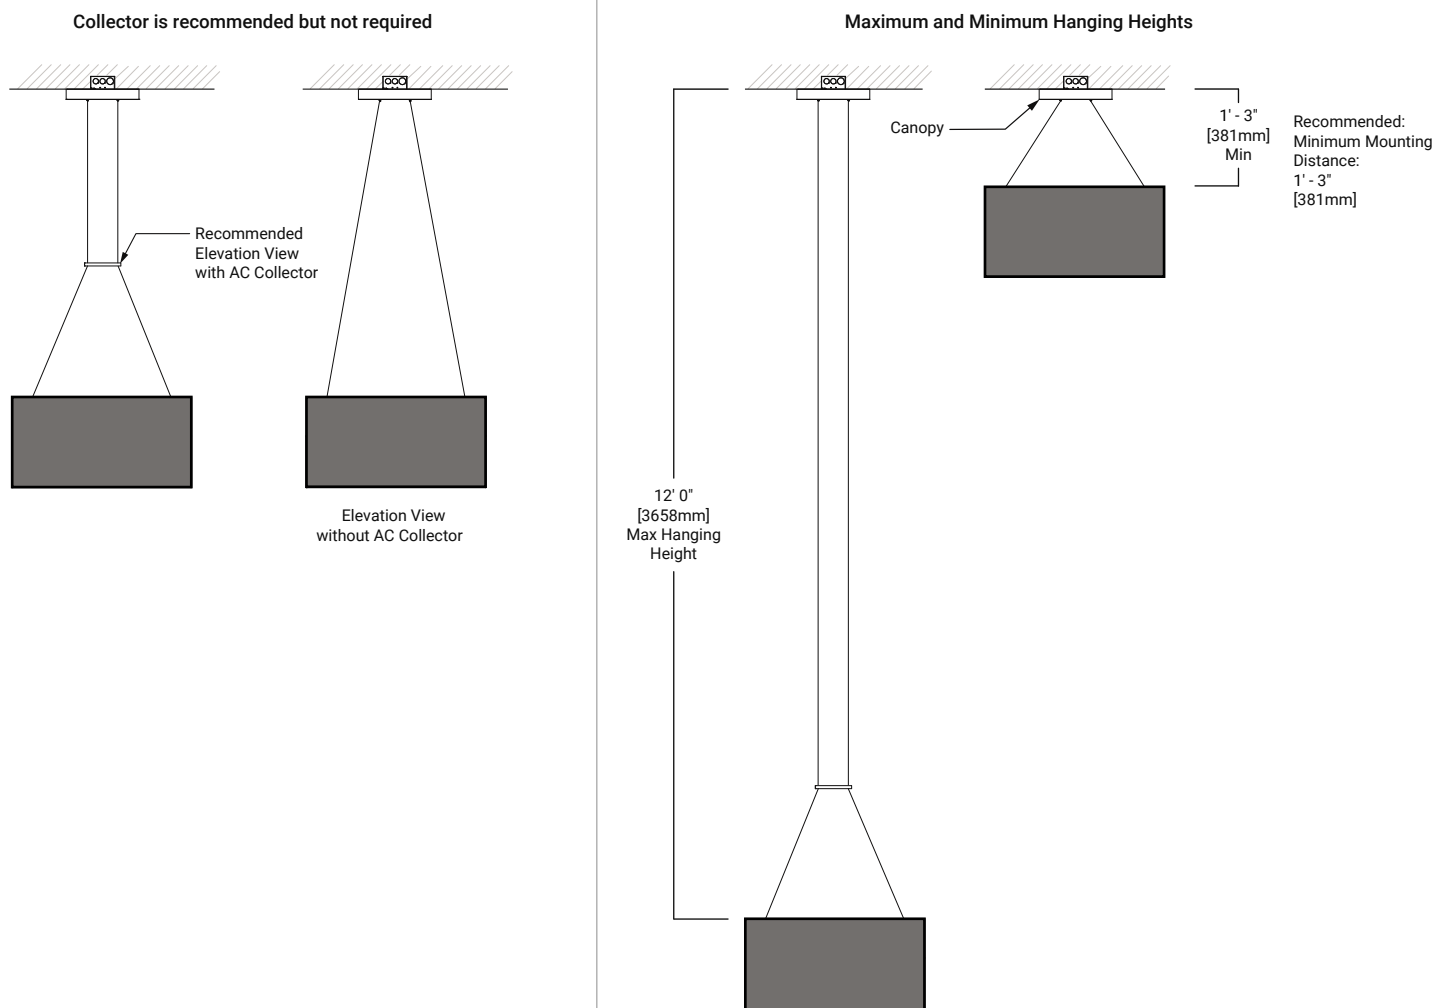 Collector is recommended but not required
Recommended
Elevation View
with AC Collector
Elevation View
without AC Collector
Maximum and Minimum Hanging Heights
Canopy
1' - 3"
[381mm]
Min
Recommended:
Minimum Mounting
Distance:
1' - 3"
[381mm]
12' 0"
[3658mm]
Max Hanging
Height